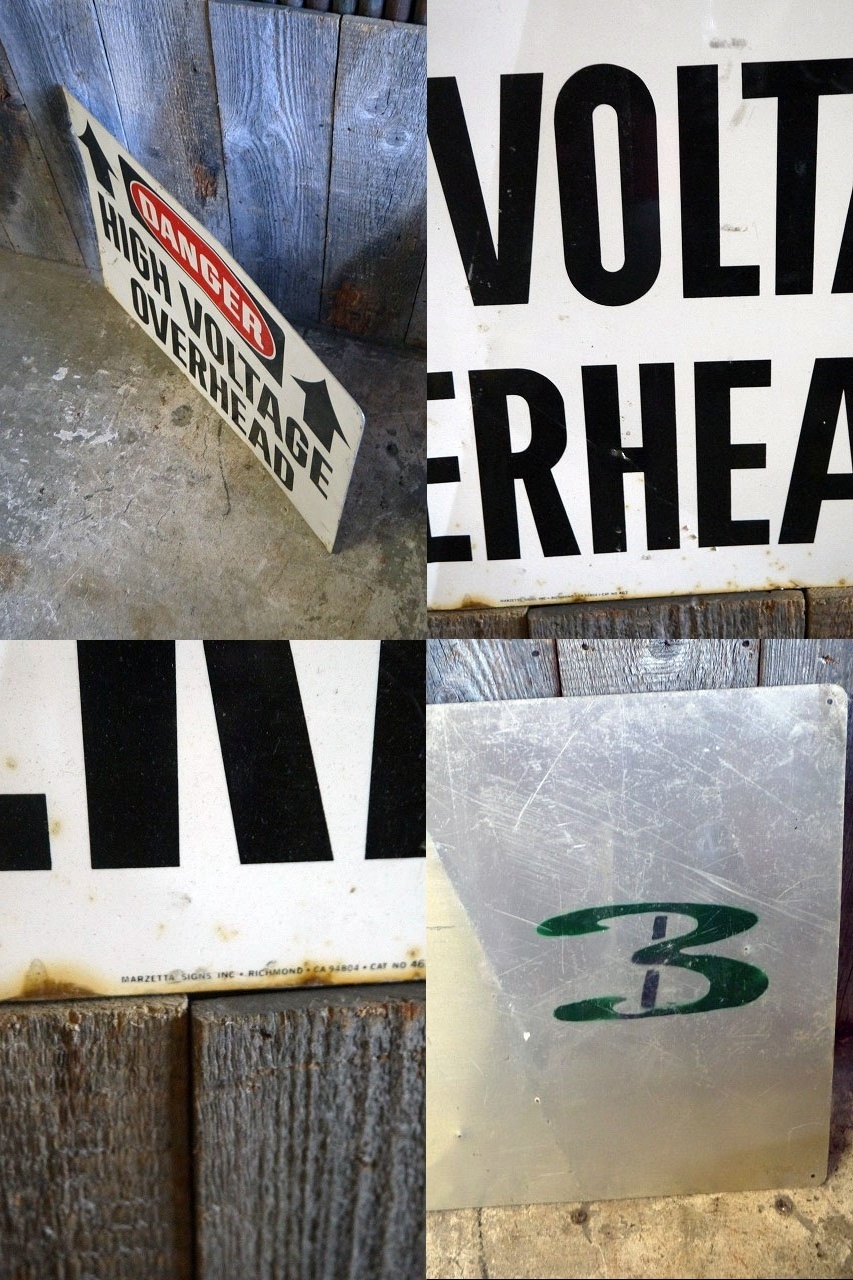 DANGER
HIGH VOLTAGE
OVERHEAD
VOLTA
ERHEA
MARZETTA SIGNS INC • RICHMOND • CA 94804 • CAT NO 46
3